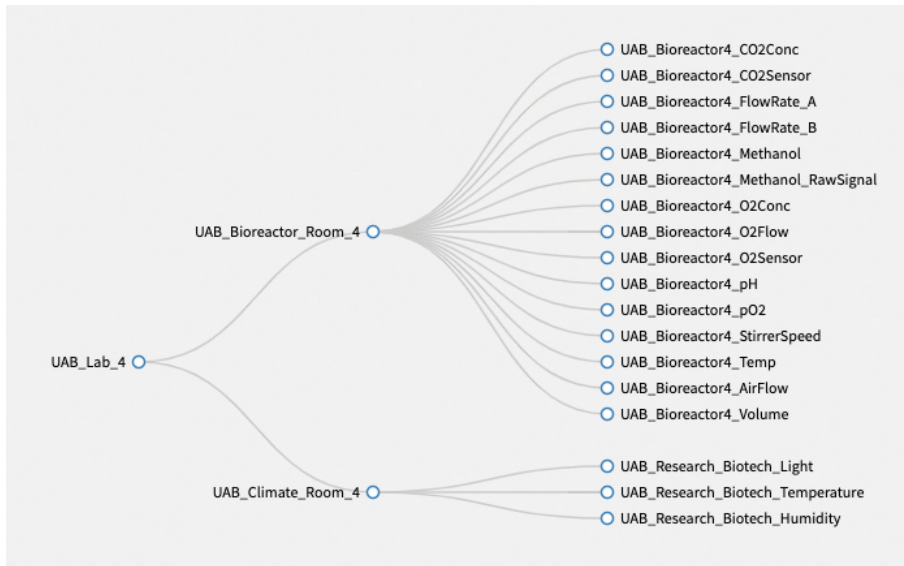 UAB_Bioreactor4_CO2Conc
UAB_Bioreactor4_CO2Sensor
UAB_Bioreactor4_FlowRate_A
UAB_Bioreactor4_FlowRate_B
UAB_Bioreactor4_Methanol
UAB_Bioreactor4_Methanol_RawSignal
UAB_Bioreactor4_O2Conc
UAB_Bioreactor_Room_4
UAB_Bioreactor4_O2Flow
UAB_Bioreactor4_O2Sensor
UAB_Bioreactor4_pH
UAB_Bioreactor4_pO2
UAB_Bioreactor4_StirrerSpeed
UAB_Lab_4
UAB_Bioreactor4_Temp
UAB_Bioreactor4_AirFlow
UAB_Bioreactor4_Volume
UAB_Research_Biotech_Light
UAB_Climate_Room_4
UAB_Research_Biotech_Temperature
UAB_Research_Biotech_Humidity